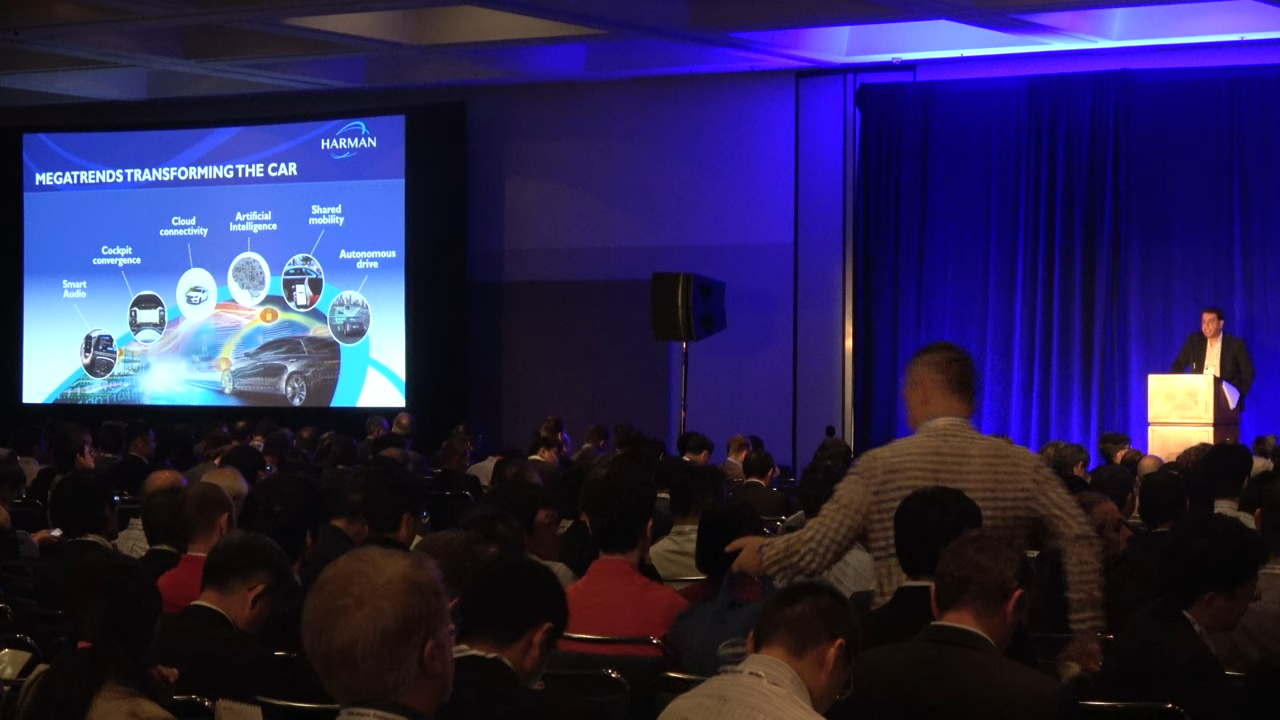 HARMAN
MEGATRENDS TRANSFORMING THE CAR
Smart
Audio
Cockpit
convergence
Cloud
connectivity
Artificial
Intelligence
Shared
mobility
Autonomous
drive